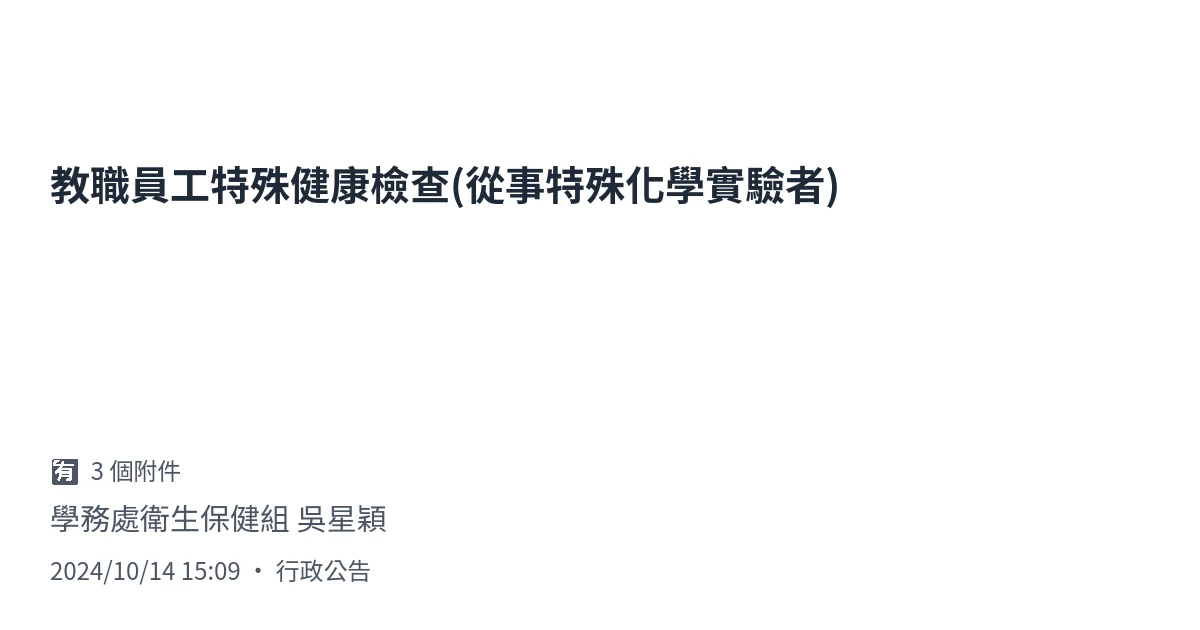 教職員工特殊健康檢查(從事特殊化學實驗者)
🈶 3 個附件
學務處衛生保健組 吳星穎
2024/10/14 15:09 ・ 行政公告